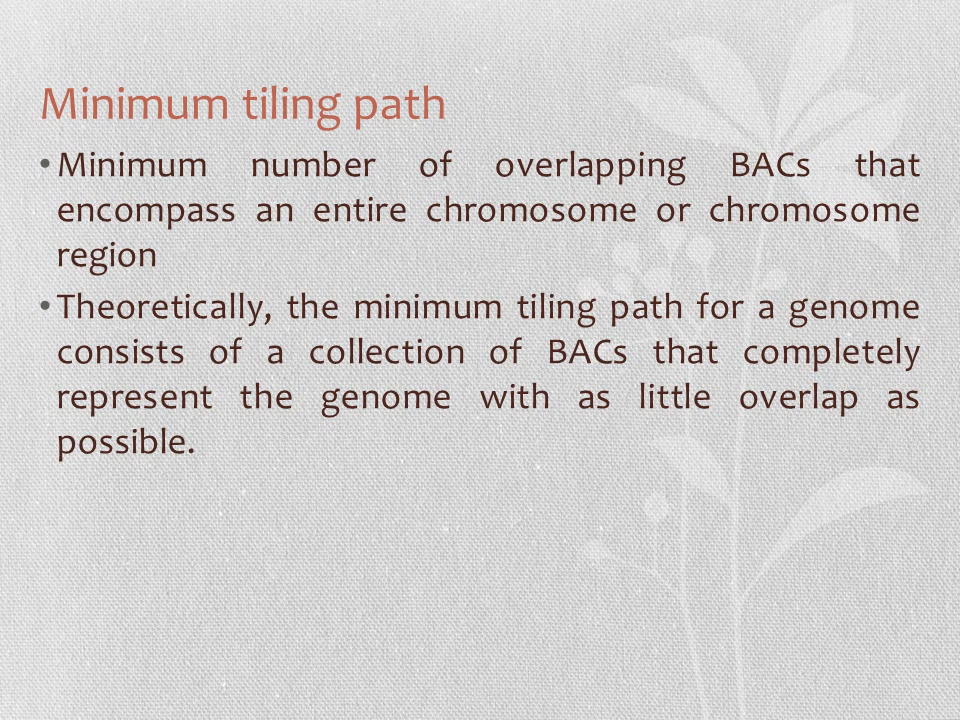 Minimum tiling path
• Minimum number of overlapping BACs that
encompass an entire chromosome or chromosome
region
• Theoretically, the minimum tiling path for a genome
consists of a collection of BACs that completely
represent the genome with as little overlap as
possible.